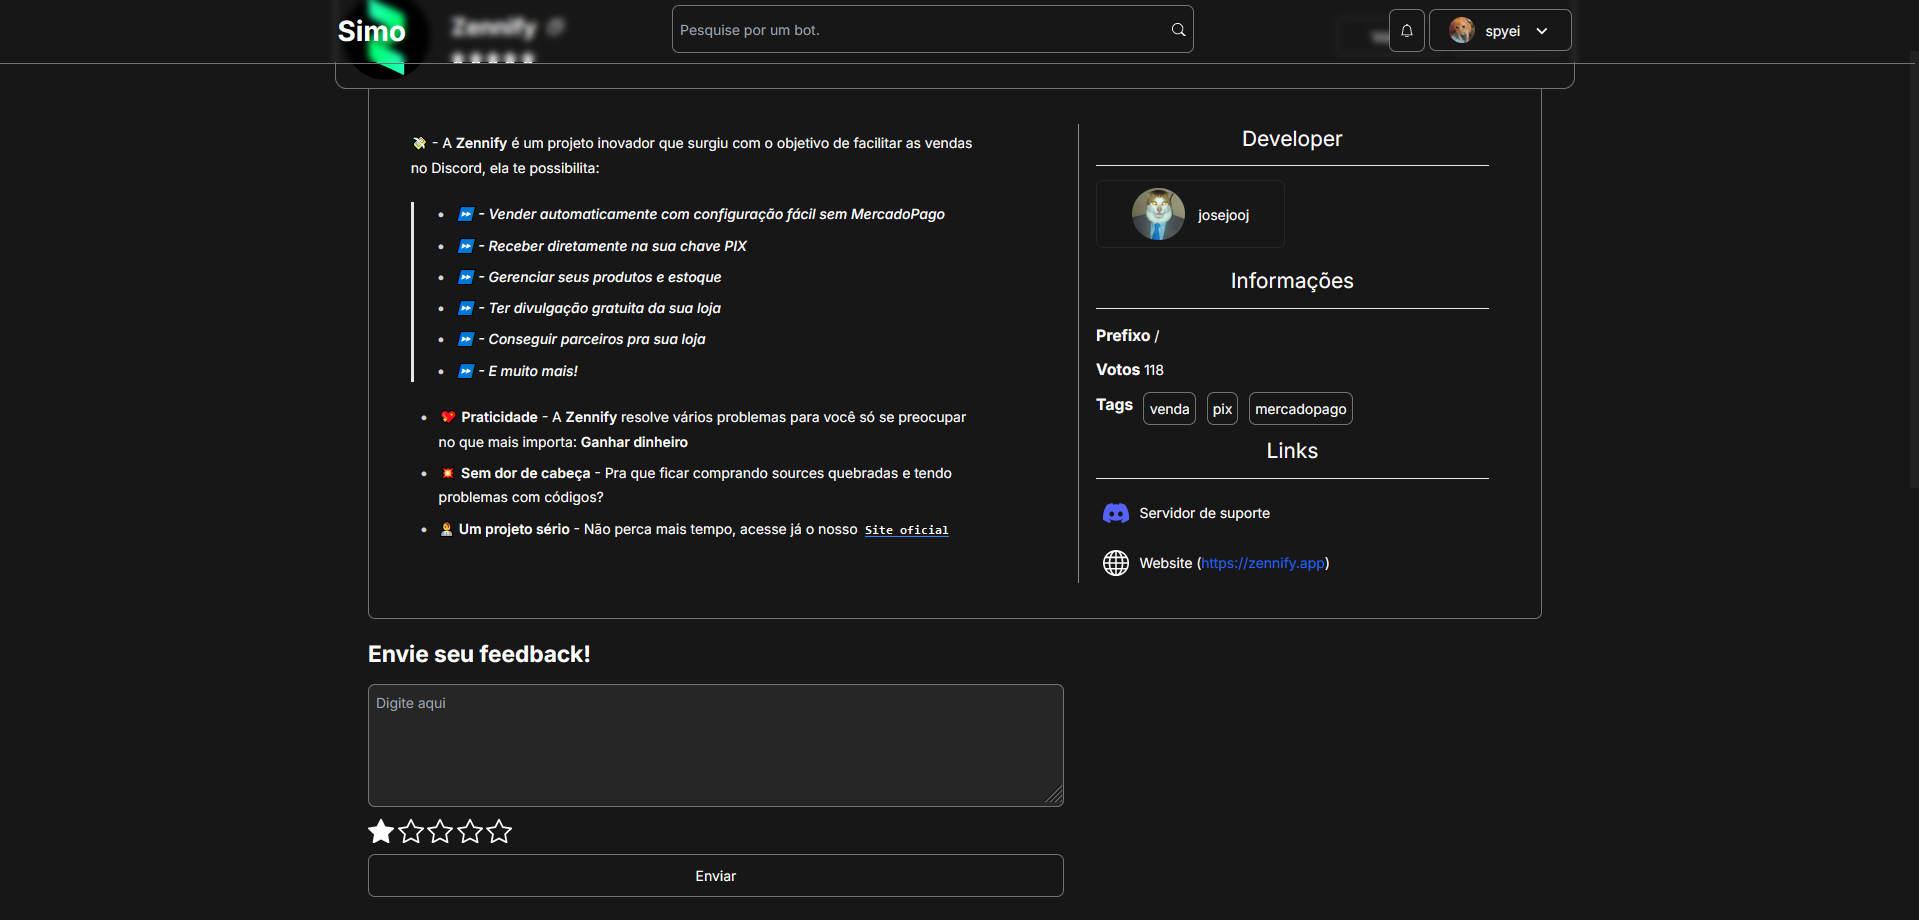 Simo
Zennify
Pesquise por um bot.
spyei
💸 - A Zennify é um projeto inovador que surgiu com o objetivo de facilitar as vendas
no Discord, ela te possibilita:
• ⏩ - Vender automaticamente com configuração fácil sem MercadoPago
• ⏩ - Receber diretamente na sua chave PIX
• ⏩ - Gerenciar seus produtos e estoque
• ⏩ - Ter divulgação gratuita da sua loja
• ⏩ - Conseguir parceiros pra sua loja
• ⏩ - E muito mais!
• 💖 Praticidade - A Zennify resolve vários problemas para você só se preocupar
no que mais importa: Ganhar dinheiro
• 💥 Sem dor de cabeça - Pra que ficar comprando sources quebradas e tendo
problemas com códigos?
• 👩‍💼 Um projeto sério - Não perca mais tempo, acesse já o nosso Site oficial
Developer
josejooj
Informações
Prefixo /
Votos 118
Tags venda pix mercadopago
Links
Servidor de suporte
Website (https://zennify.app)
Envie seu feedback!
Digite aqui
Enviar